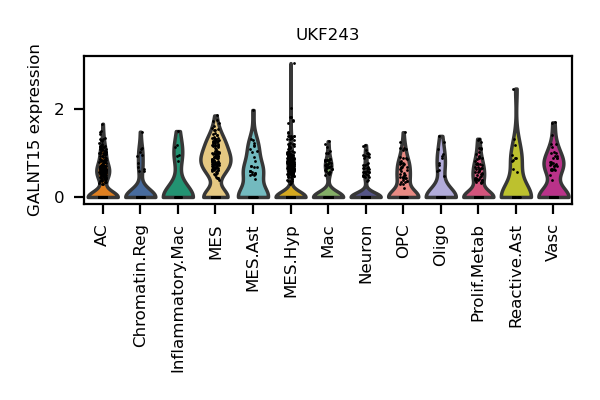 UKF243
GALNT15 expression
2
0
AC
Chromatin.Reg
Inflammatory.Mac
MES
MES.Ast
MES.Hyp
Mac
Neuron
OPC
Oligo
Prolif.Metab
Reactive.Ast
Vasc